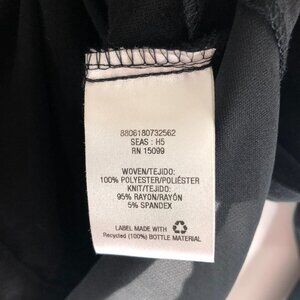 8806180732562
SEAS : H5
RN 15099
WOVEN/TEJIDO:
100% POLYESTER/POLIÉSTER
KNIT/TEJIDO:
95% RAYON/RAYÓN
5% SPANDEX
LABEL MADE WITH
Recycled (100%) BOTTLE MATERIAL